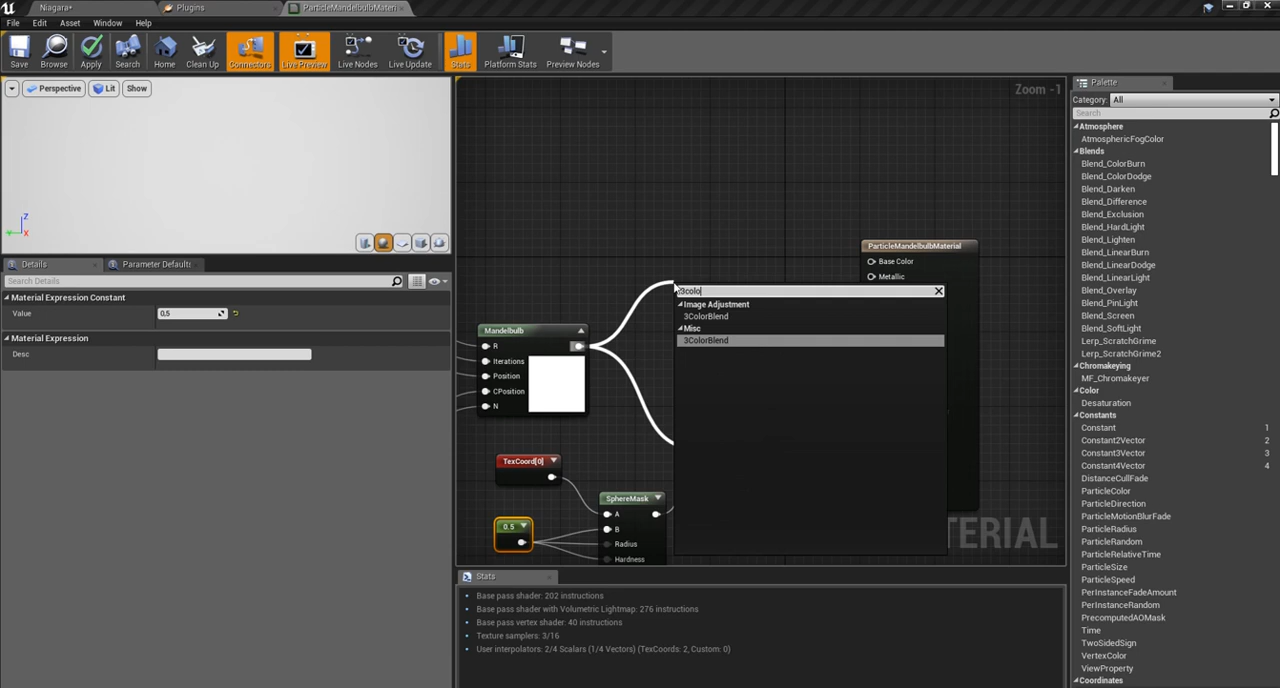 Niagara*
Plugins
ParticleMandelbulbMateri
File Edit Asset Window Help
Save Browse Apply Search Home Clean Up Connectors Live Preview Live Nodes Live Update Stats Platform Stats Preview Nodes
Perspective Lit Show
Zoom -1
Palette
Category: All
Search
Atmosphere
AtmosphericFogColor
Blends
Blend_ColorBurn
Blend_ColorDodge
Blend_Darken
Blend_Difference
Blend_Exclusion
Blend_HardLight
Blend_Lighten
Blend_LinearBurn
Blend_LinearDodge
Blend_LinearLight
Blend_Overlay
Blend_PinLight
Blend_Screen
Blend_SoftLight
Lerp_ScratchGrime
Lerp_ScratchGrime2
Chromakeying
MF_Chromakeyer
Color
Desaturation
Constants
Constant 1
Constant2Vector 2
Constant3Vector 3
Constant4Vector 4
DistanceCullFade
ParticleColor
ParticleDirection
ParticleMotionBlurFade
ParticleRadius
ParticleRandom
ParticleRelativeTime
ParticleSize
ParticleSpeed
PerInstanceFadeAmount
PerInstanceRandom
PrecomputedAOMask
Time
TwoSidedSign
VertexColor
ViewProperty
Coordinates
Z
Y
X
Details
Parameter Defaults
Search Details
Material Expression Constant
Value 0,5
Material Expression
Desc
ParticleMandelbulbMaterial
Base Color
Metallic
3colo
Image Adjustment
3ColorBlend
Misc
3ColorBlend
Mandelbulb
R
Iterations
Position
CPosition
N
TexCoord[0]
SphereMask
A
B
Radius
Hardness
0.5
TERIAL
Stats
Base pass shader: 202 instructions
Base pass shader with Volumetric Lightmap: 276 instructions
Base pass vertex shader: 40 instructions
Texture samplers: 3/16
User interpolators: 2/4 Scalars (1/4 Vectors) (TexCoords: 2, Custom: 0)